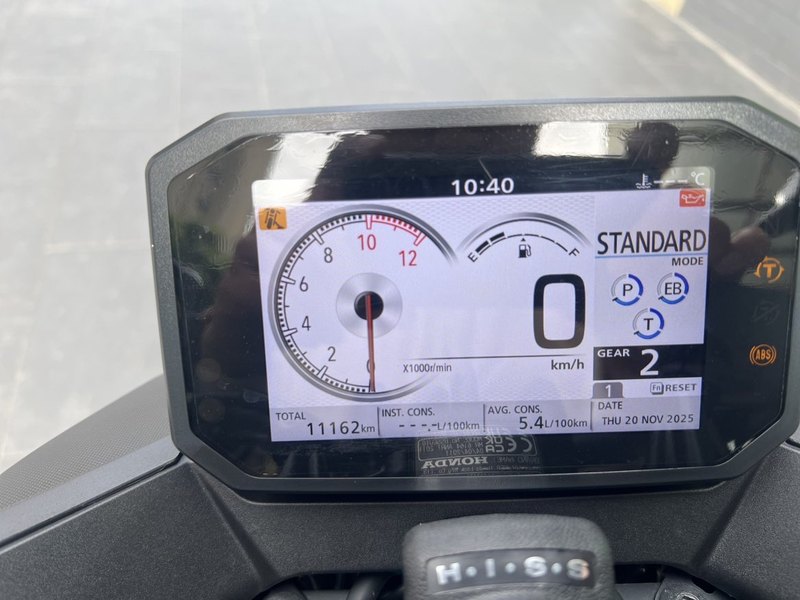 10:40
---°C
8
10
12
6
4
2
0
X1000r/min
E
F
0
km/h
STANDARD
MODE
P
EB
T
GEAR 2
1
Fn RESET
TOTAL
11162km
INST. CONS.
---.-L/100km
AVG. CONS.
5.4L/100km
DATE
THU 20 NOV 2025
T
ABS
HONDA
H·I·S·S